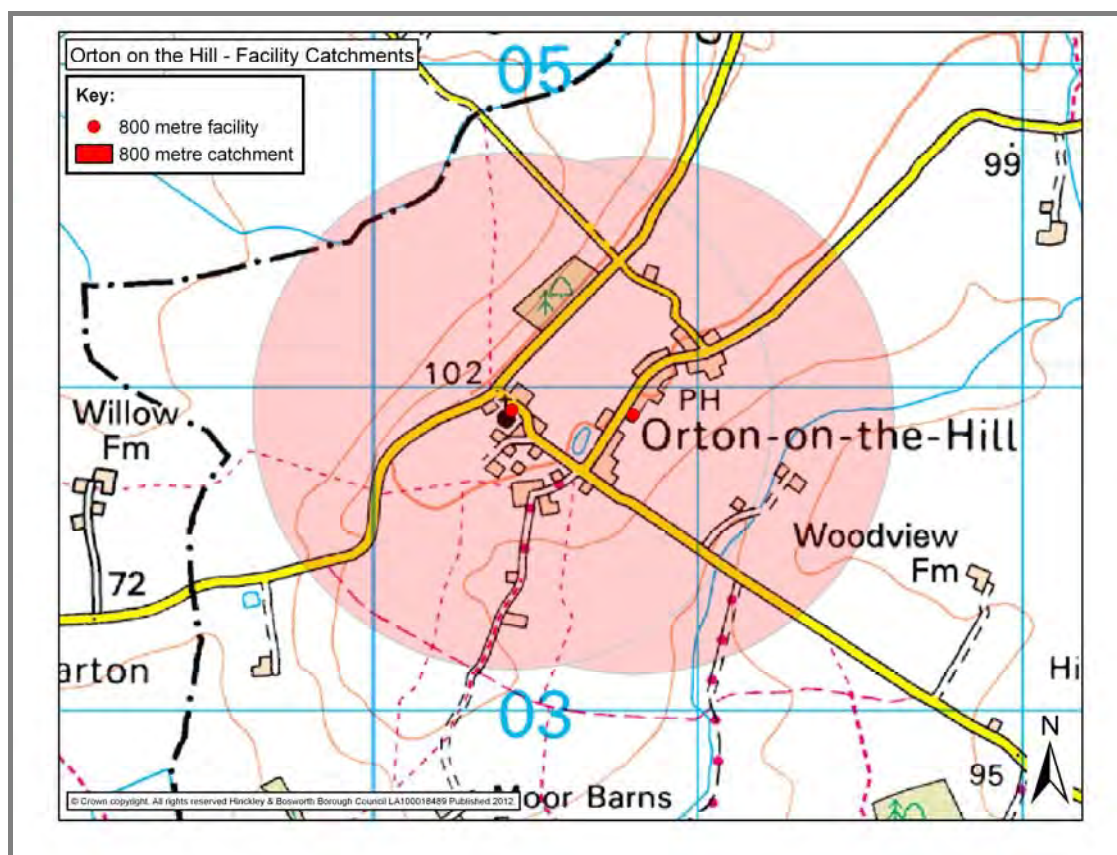 Orton on the Hill - Facility Catchments
Key:
800 metre facility
800 metre catchment
05
99
102
Willow
Fm
PH
Orton-on-the-Hill
Woodview
Fm
72
arton
Hi
03
N
95
oor Barns
© Crown copyright. All rights reserved Hinckley & Bosworth Borough Council LA100018489 Published 2012.